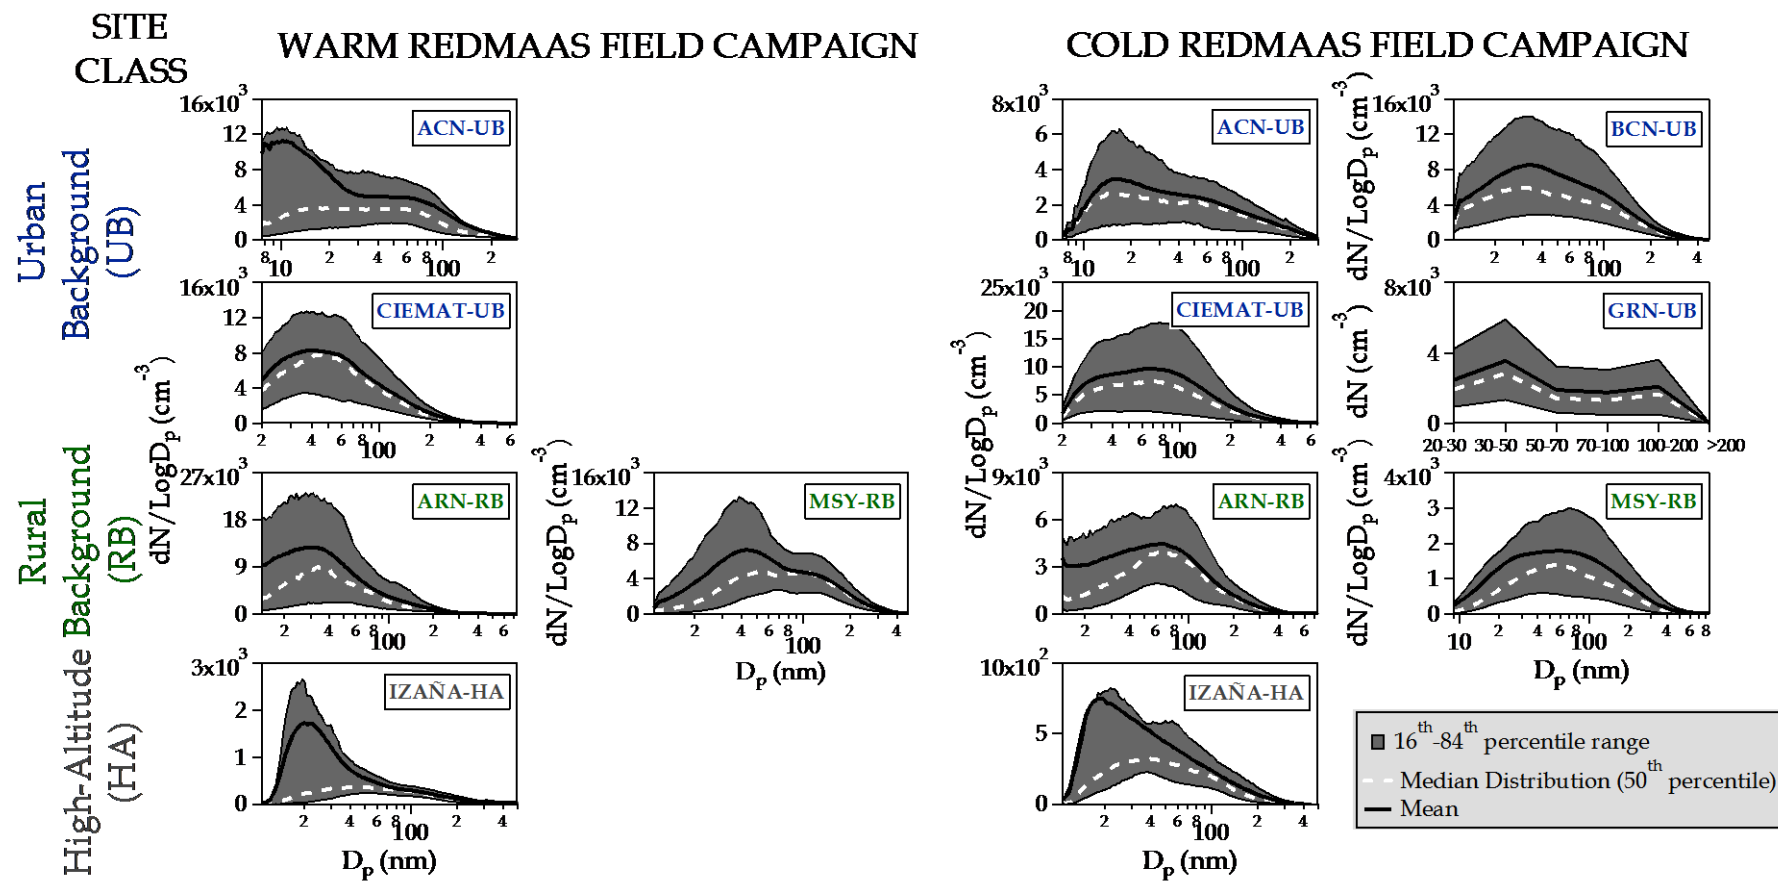 SITE
CLASS
WARM REDMAAS FIELD CAMPAIGN
COLD REDMAAS FIELD CAMPAIGN
Urban
Background
(UB)
Rural
Background
(RB)
High-Altitude
(HA)
16x10³
12
8
4
0
ACN-UB
8 10 2 4 6 8 100 2
16x10³
12
8
4
0
CIEMAT-UB
2 4 6 8 100 2 4 6
dN/LogDp (cm-3)
27x10³
18
9
0
ARN-RB
2 4 6 8 100 2 4 6
dN/LogDp (cm-3)
16x10³
12
8
4
0
MSY-RB
2 4 6 8 100 2 4
Dp (nm)
3x10³
2
1
0
IZAÑA-HA
2 4 6 8 100 2 4
Dp (nm)
8x10³
6
4
2
0
ACN-UB
8 10 2 4 6 8 100 2
dN/LogDp (cm-3)
16x10³
12
8
4
0
BCN-UB
2 4 6 8 100 2 4
dN/LogDp (cm-3)
25x10³
20
15
10
5
0
CIEMAT-UB
2 4 6 8 100 2 4 6
dN (cm-3)
8x10³
4
0
GRN-UB
20-30 30-50 50-70 70-100 100-200 >200
9x10³
6
3
0
ARN-RB
2 4 6 8 100 2 4 6
dN/LogDp (cm-3)
4x10³
3
2
1
0
MSY-RB
10 2 4 6 8 100 2 4 6 8
Dp (nm)
10x10²
5
0
IZAÑA-HA
2 4 6 8 100 2 4
Dp (nm)
16th-84th percentile range
Median Distribution (50th percentile)
Mean